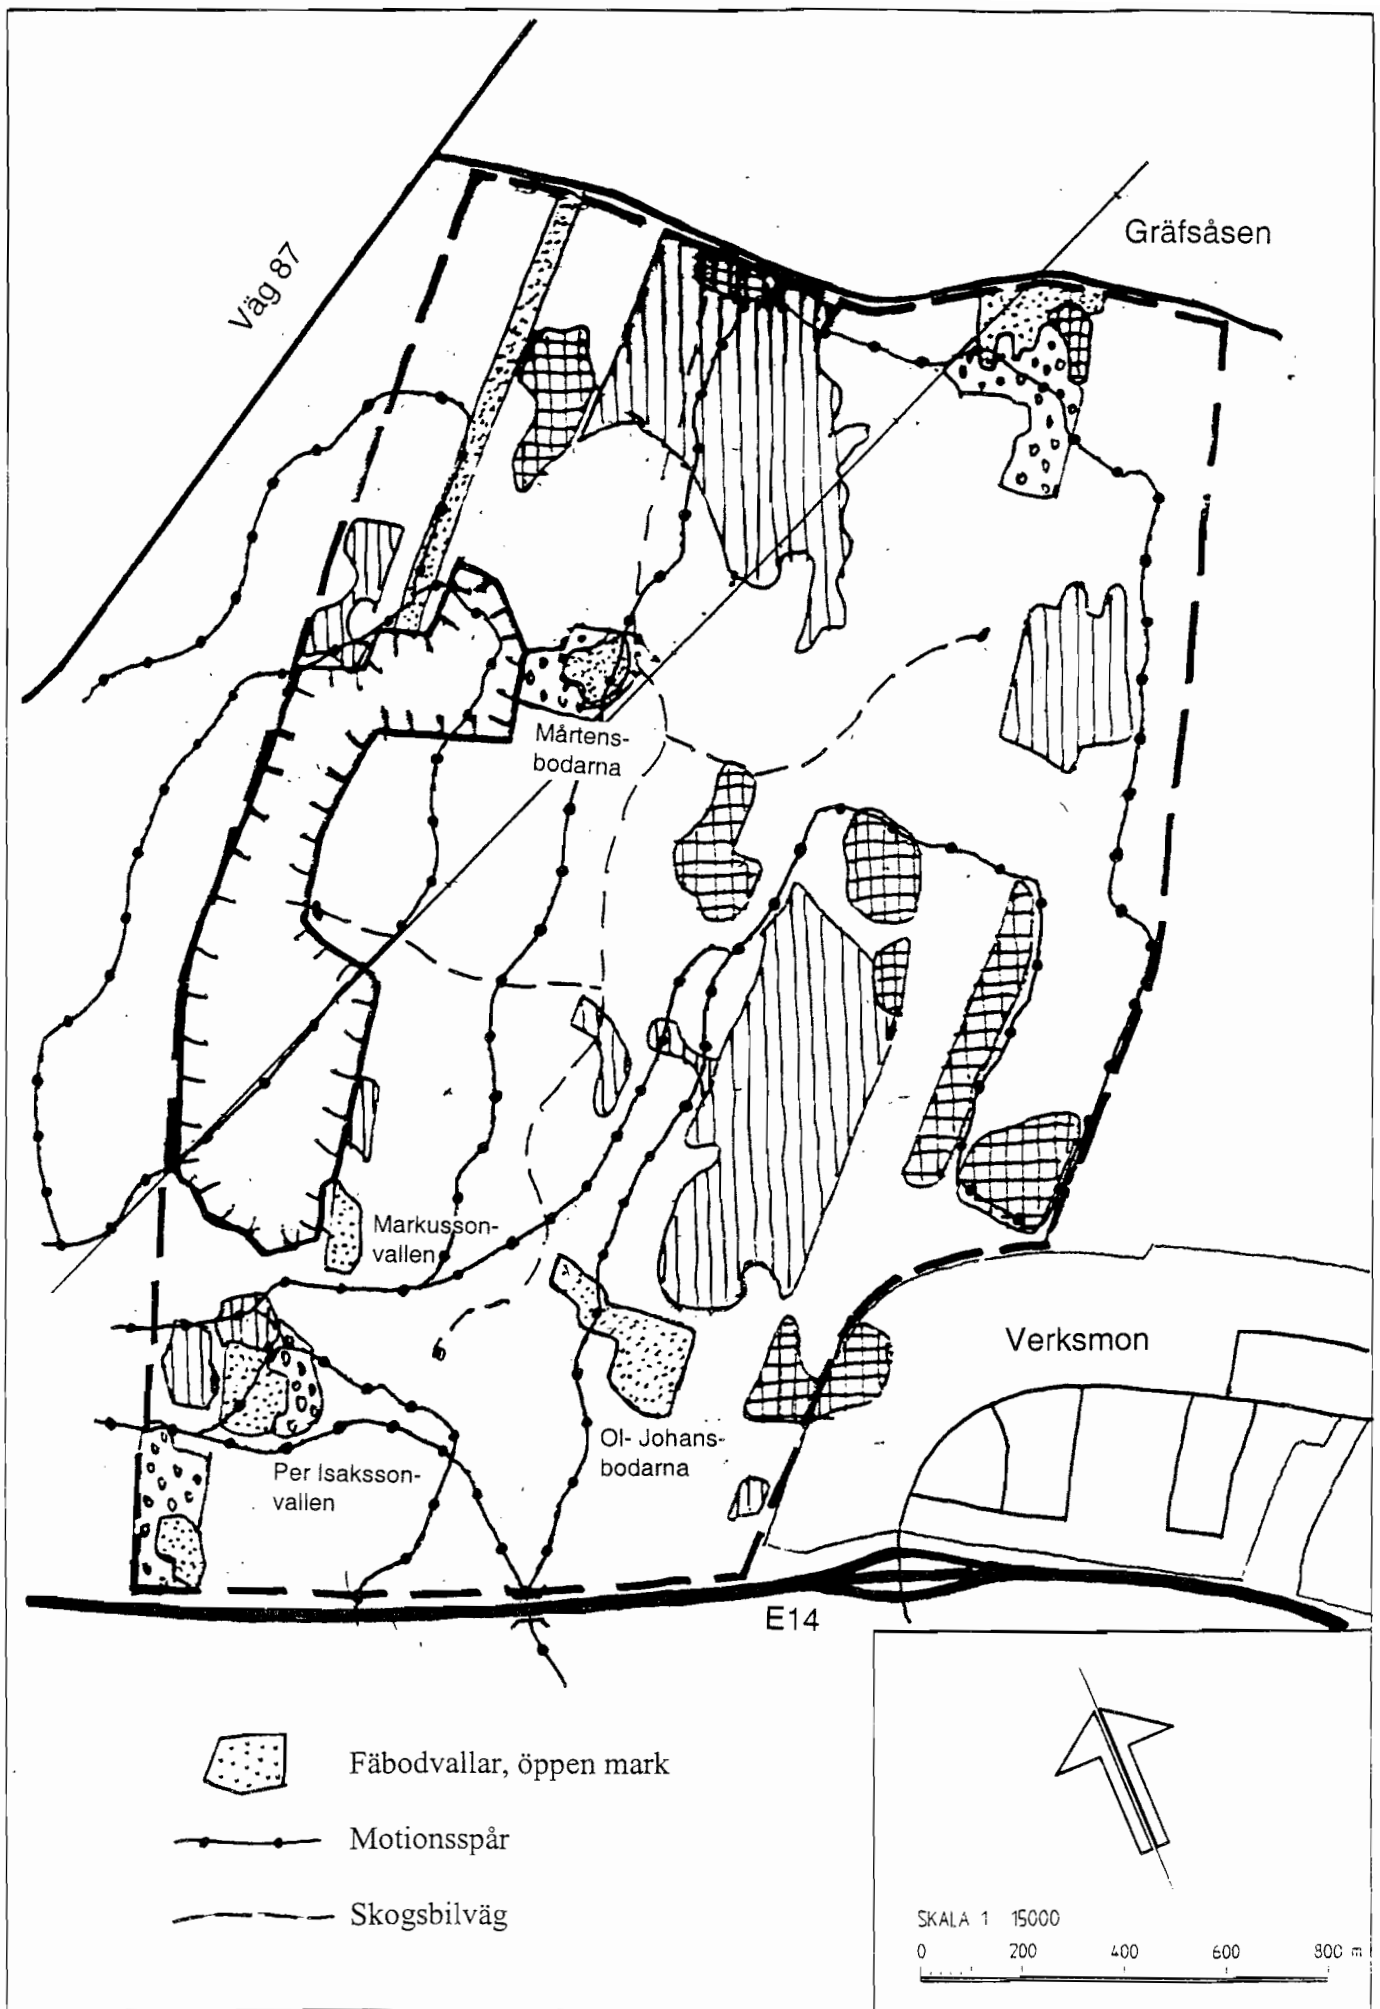 Väg 87
Gräfsåsen
Mårtens-
bodarna
Markusson-
vallen
Verksmon
Ol- Johans-
bodarna
Per Isaksson-
vallen
E14
Fäbodvallar, öppen mark
Motionsspår
Skogsbilväg
SKALA 1 15000
0 200 400 600 800 m